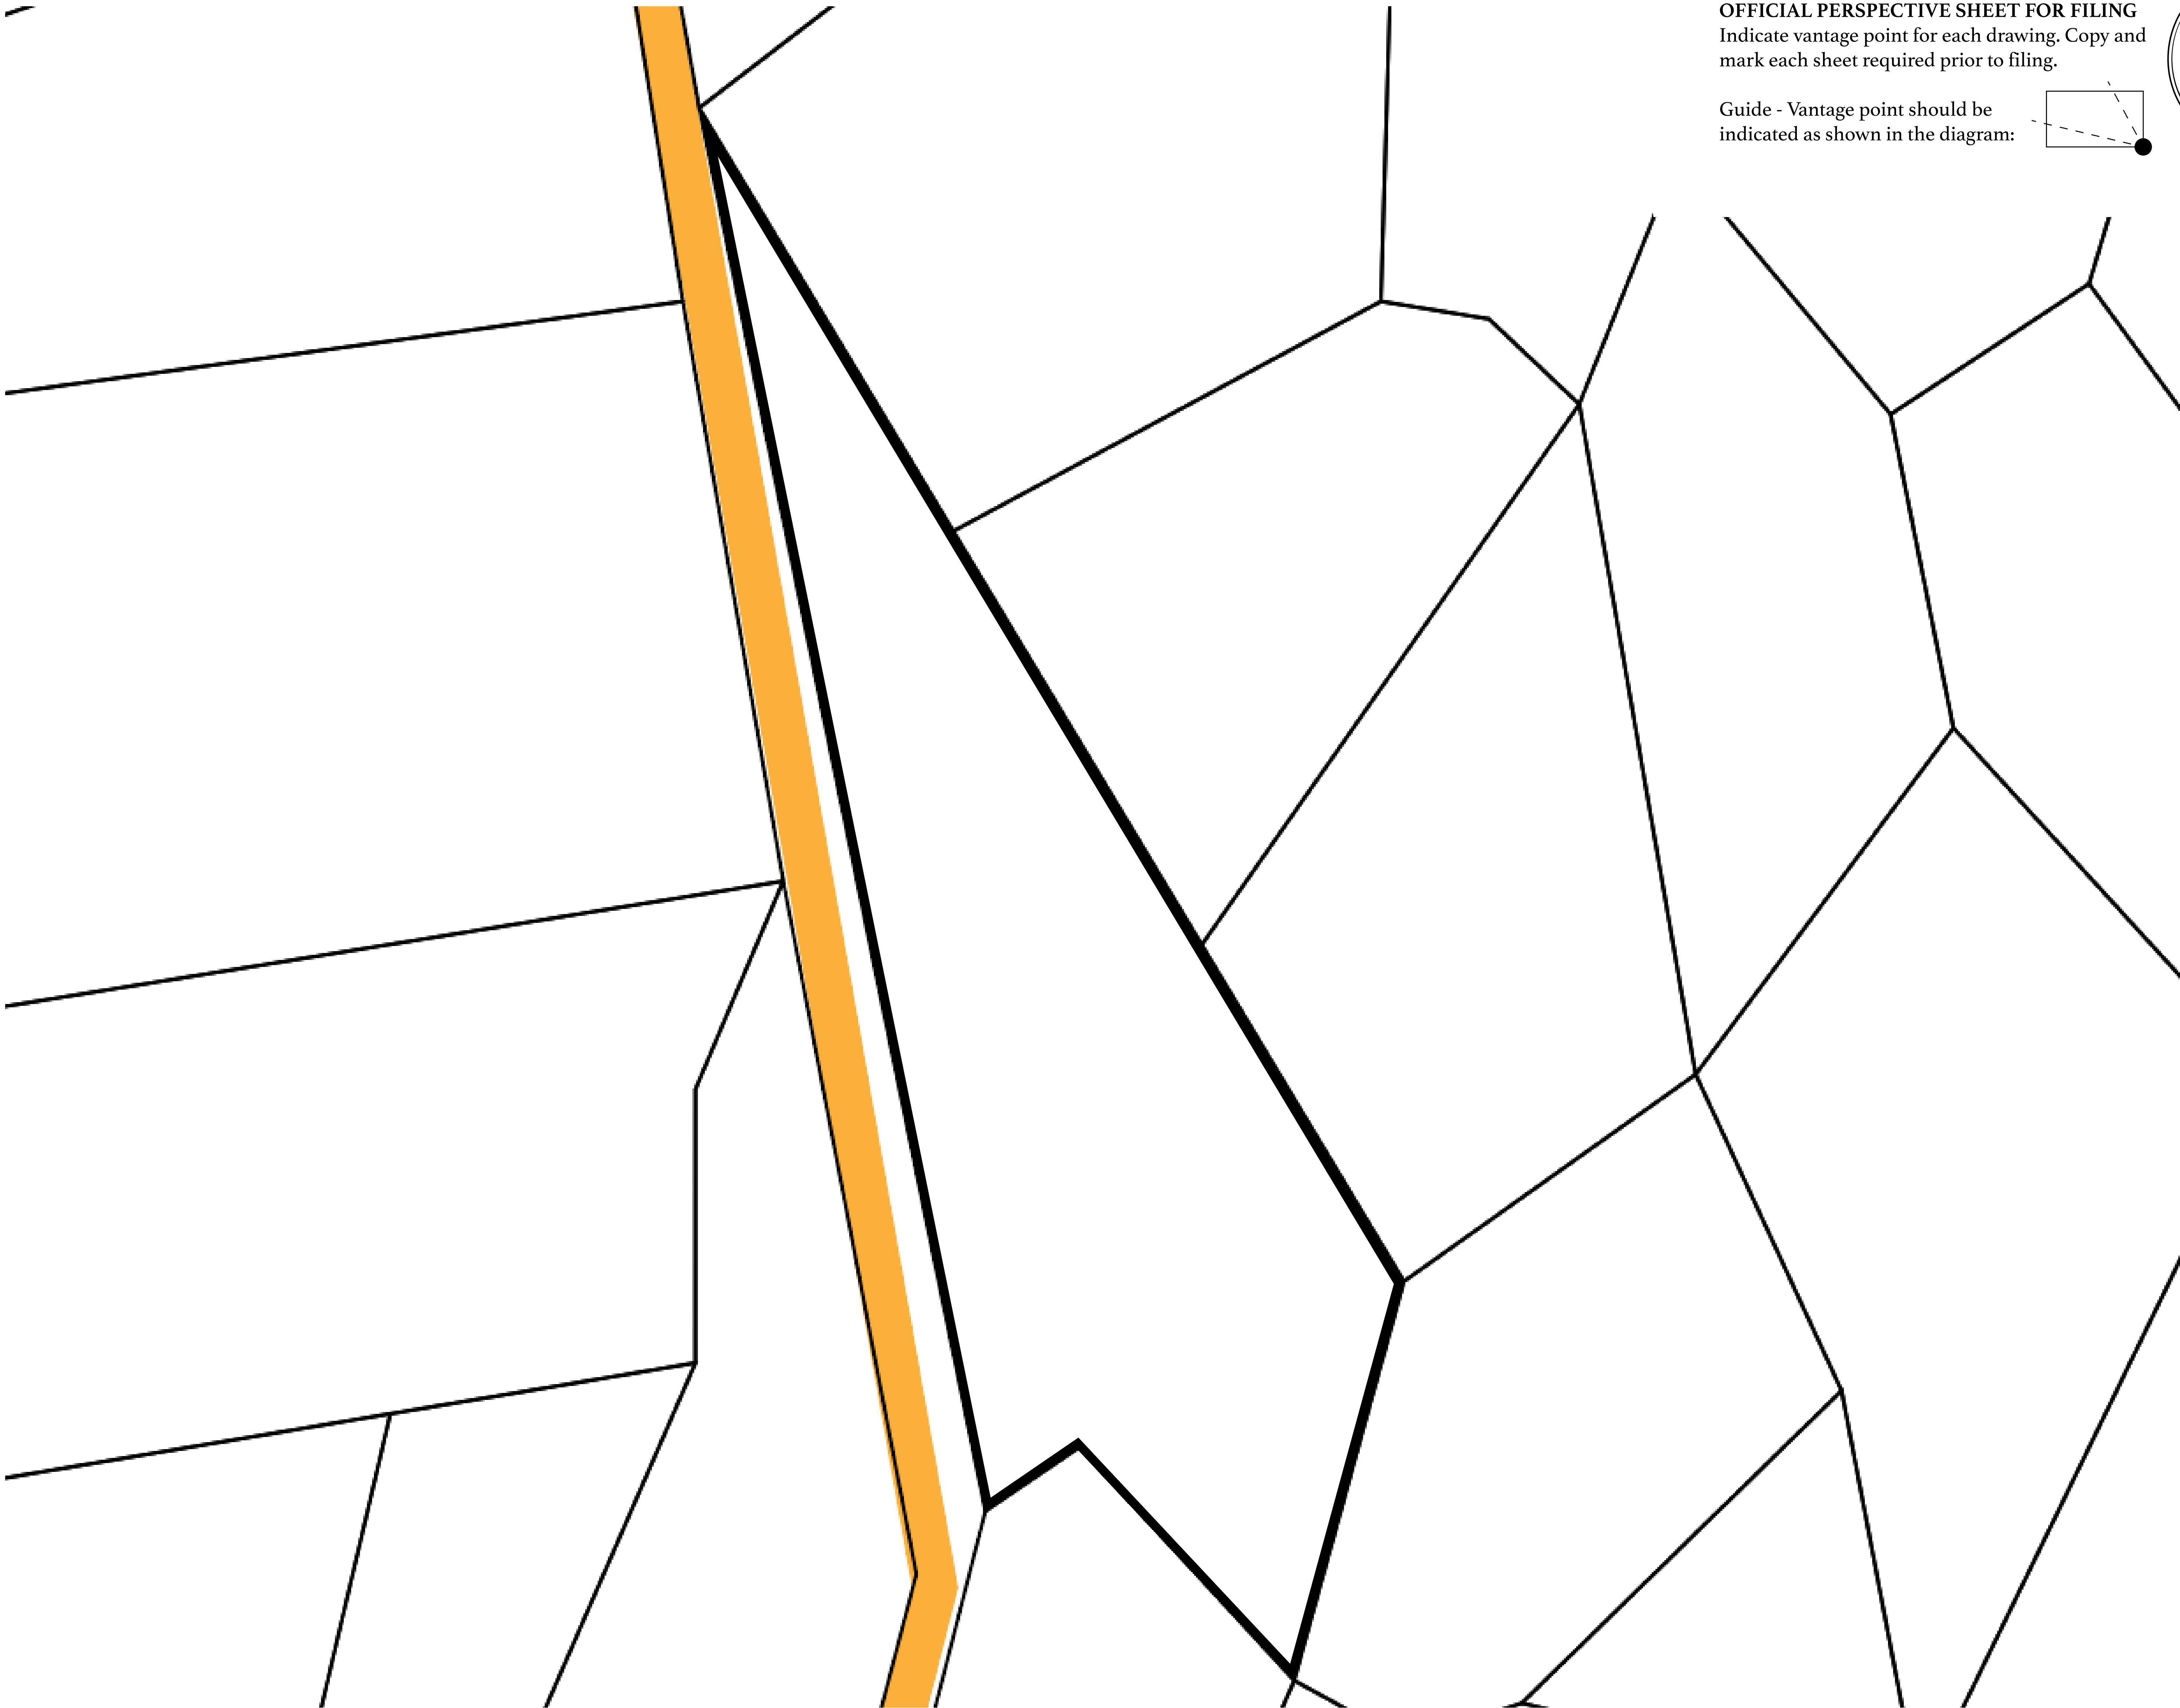 OFFICIAL PERSPECTIVE SHEET FOR FILING
Indicate vantage point for each drawing. Copy and
mark each sheet required prior to filing.
Guide - Vantage point should be
indicated as shown in the diagram: